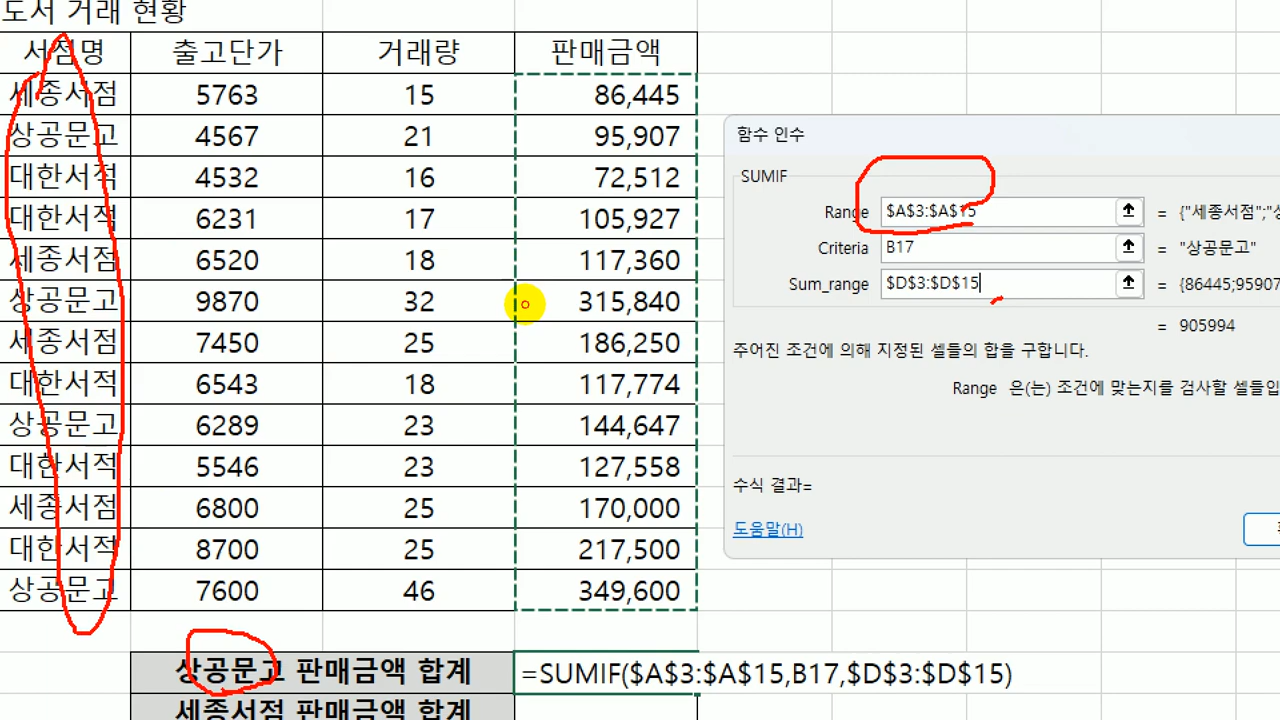 도서 거래 현황
서점명 출고단가 거래량 판매금액
세종서점 5763 15 86,445
상공문고 4567 21 95,907
대한서적 4532 16 72,512
대한서적 6231 17 105,927
세종서점 6520 18 117,360
상공문고 9870 32 315,840
세종서점 7450 25 186,250
대한서적 6543 18 117,774
상공문고 6289 23 144,647
대한서적 5546 23 127,558
세종서점 6800 25 170,000
대한서적 8700 25 217,500
상공문고 7600 46 349,600
상공문고 판매금액 합계 =SUMIF($A$3:$A$15,B17,$D$3:$D$15)
세종서점 판매금액 합계
함수 인수
SUMIF
Range $A$3:$A$15 = {"세종서점";"상
Criteria B17 = "상공문고"
Sum_range $D$3:$D$15 = {86445;95907
= 905994
주어진 조건에 의해 지정된 셀들의 합을 구합니다.
Range 은(는) 조건에 맞는지를 검사할 셀들입
수식 결과=
도움말(H)